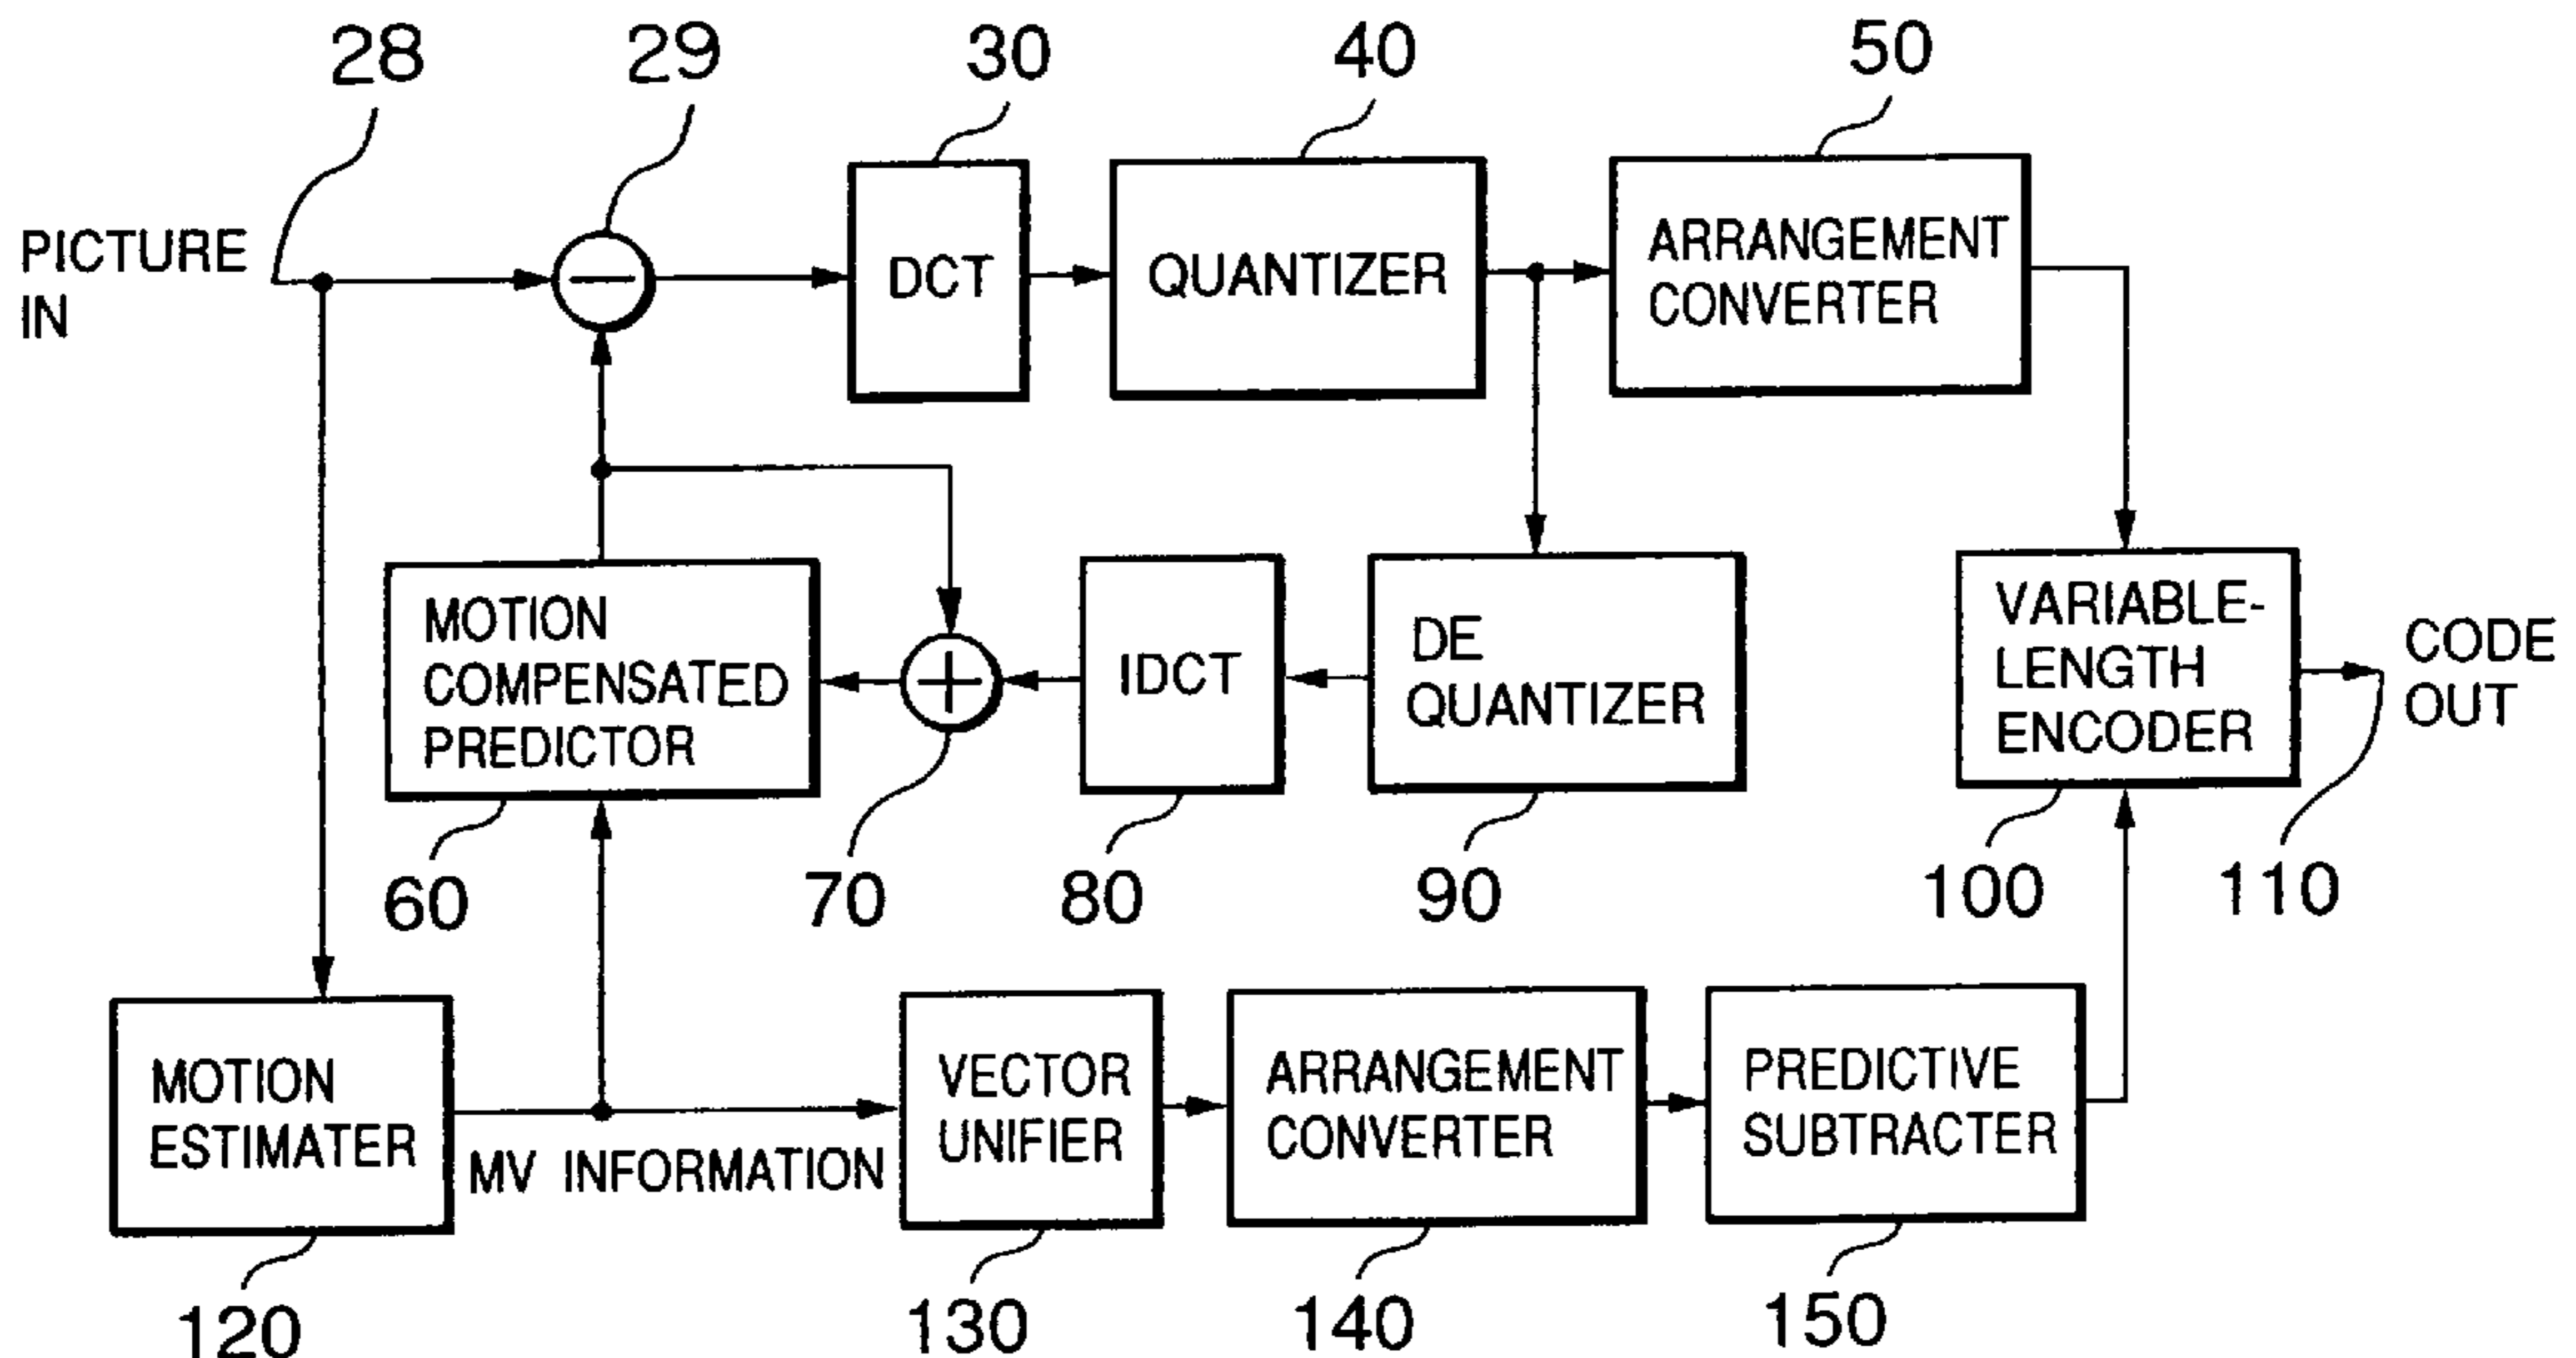 28
29
30
40
50
PICTURE
IN
DCT
QUANTIZER
ARRANGEMENT
CONVERTER
MOTION
COMPENSATED
PREDICTOR
IDCT
DE
QUANTIZER
VARIABLE-
LENGTH
ENCODER
CODE
OUT
60
70
80
90
100
110
MOTION
ESTIMATER
MV INFORMATION
VECTOR
UNIFIER
ARRANGEMENT
CONVERTER
PREDICTIVE
SUBTRACTER
120
130
140
150